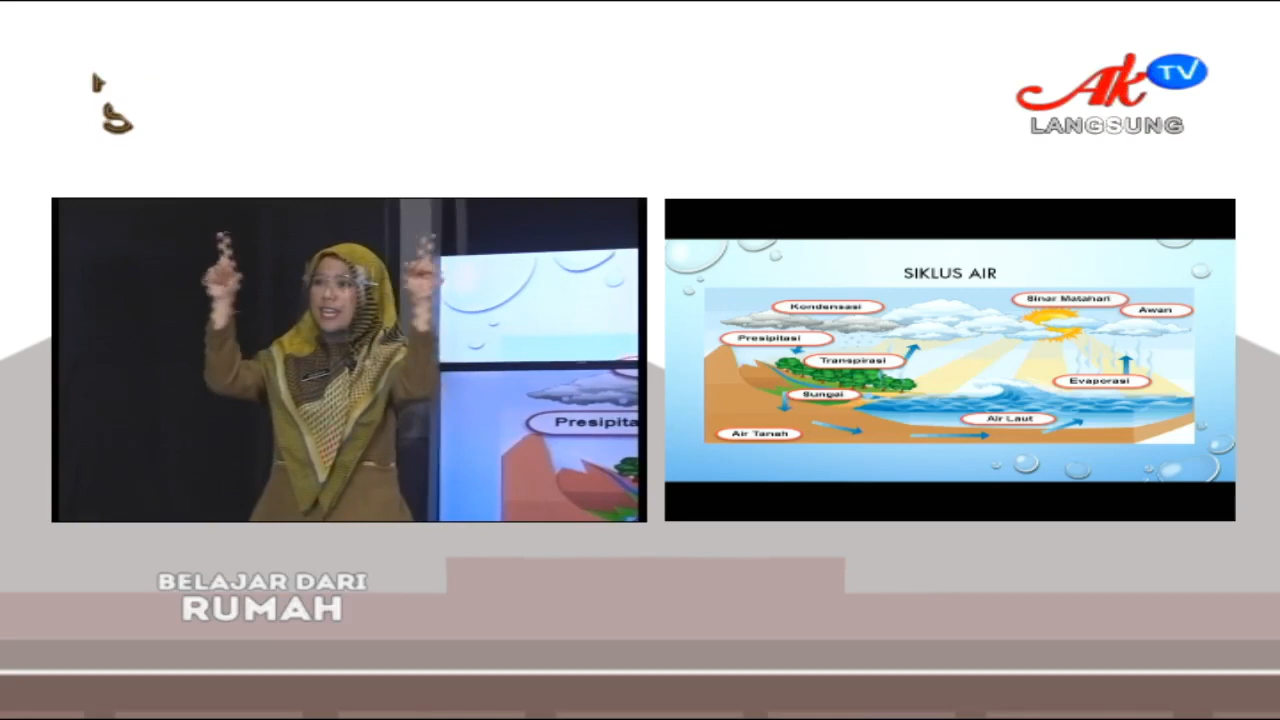 Ak TV
LANGSUNG
SIKLUS AIR
Kondensasi
Sinar Matahari
Awan
Presipitasi
Transpirasi
Evaporasi
Sungai
Air Laut
Air Tanah
Presipita
BELAJAR DARI
RUMAH